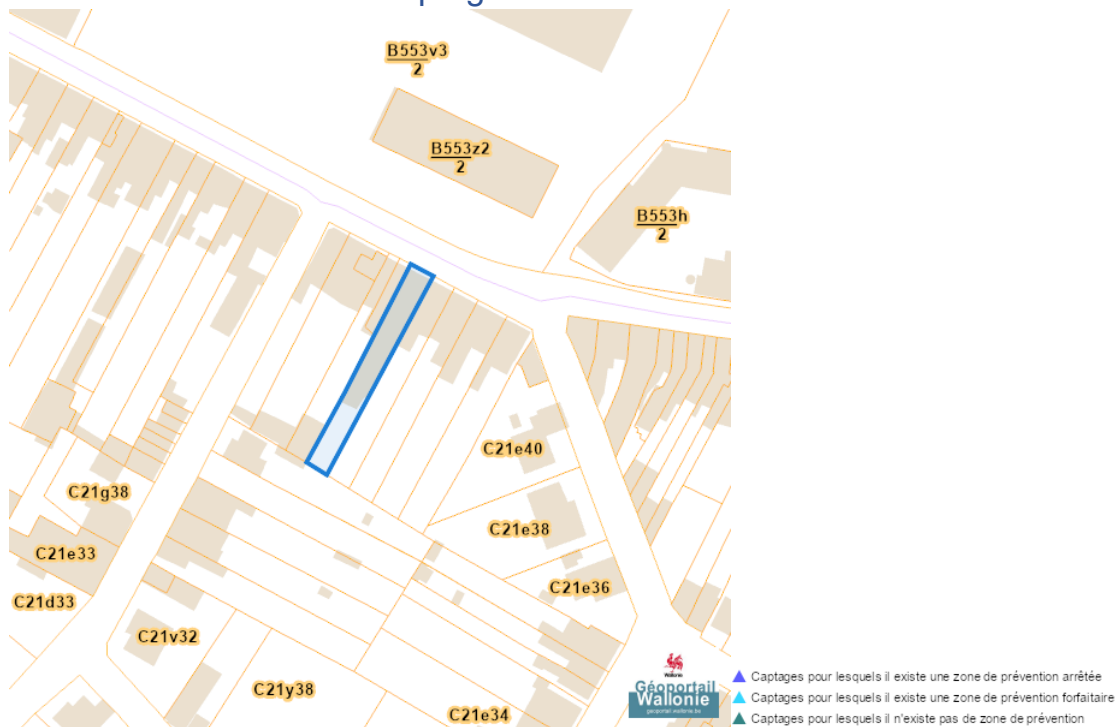 B553v3
2
B553z2
2
B553h
2
C21e40
C21g38
C21e38
C21e33
C21e36
C21d33
C21v32
C21y38
C21e34
Wallonie
Géoportail
Wallonie
geoportail.wallonie.be
Captages pour lesquels il existe une zone de prévention arrêtée
Captages pour lesquels il existe une zone de prévention forfaitaire
Captages pour lesquels il n'existe pas de zone de prévention